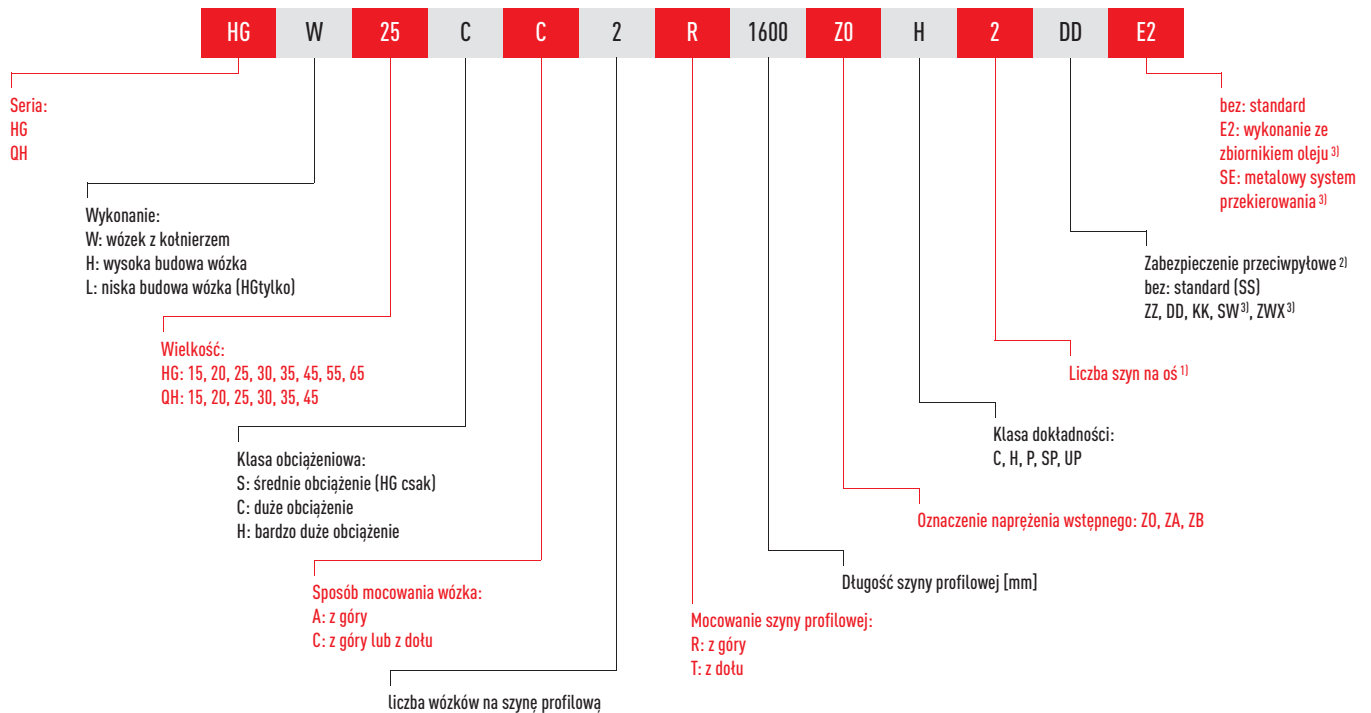 HG W 25 C C 2 R 1600 Z0 H 2 DD E2
Seria:
HG
QH
Wykonanie:
W: wózek z kołnierzem
H: wysoka budowa wózka
L: niska budowa wózka (HGtylko)
Wielkość:
HG: 15, 20, 25, 30, 35, 45, 55, 65
QH: 15, 20, 25, 30, 35, 45
Klasa obciążeniowa:
S: średnie obciążenie (HG csak)
C: duże obciążenie
H: bardzo duże obciążenie
Sposób mocowania wózka:
A: z góry
C: z góry lub z dołu
liczba wózków na szynę profilową
Mocowanie szyny profilowej:
R: z góry
T: z dołu
Długość szyny profilowej [mm]
Oznaczenie naprężenia wstępnego: ZO, ZA, ZB
Klasa dokładności:
C, H, P, SP, UP
Liczba szyn na oś 1)
Zabezpieczenie przeciwpyłowe 2)
bez: standard (SS)
ZZ, DD, KK, SW3), ZWX3)
bez: standard
E2: wykonanie ze
zbiornikiem oleju 3)
SE: metalowy system
przekierowania 3)